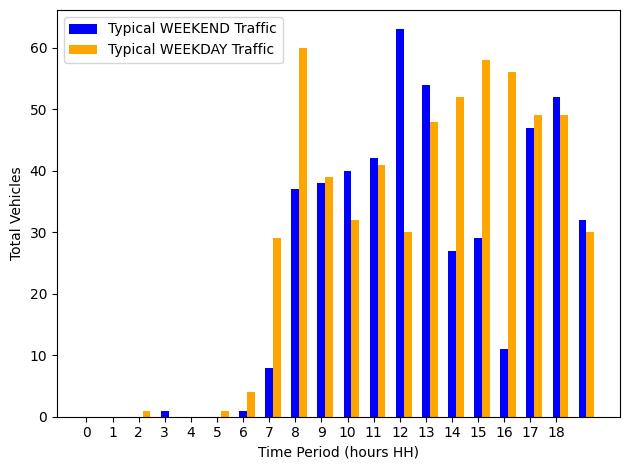 Typical WEEKEND Traffic
Typical WEEKDAY Traffic
60
50
40
30
20
10
0
Total Vehicles
0 1 2 3 4 5 6 7 8 9 10 11 12 13 14 15 16 17 18
Time Period (hours HH)